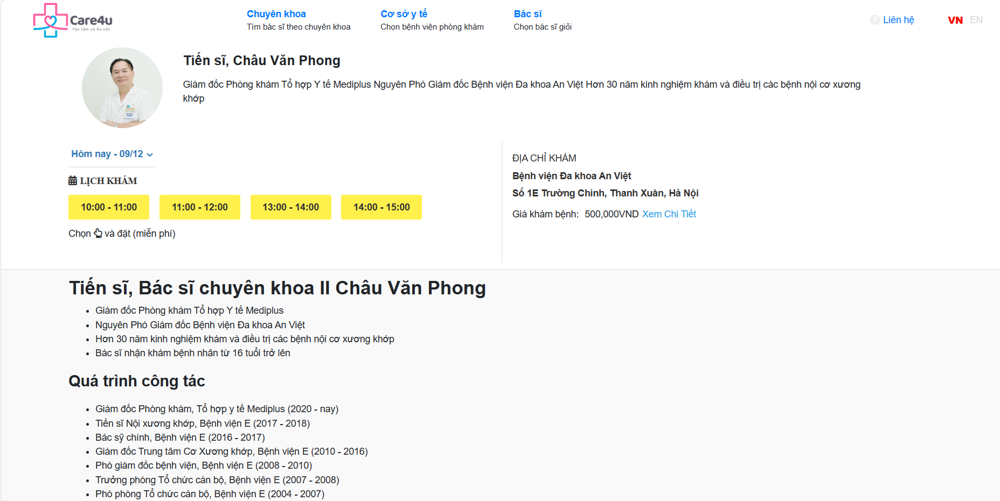 Care4u
Tận tâm và Ân cần
Chuyên khoa
Tìm bác sĩ theo chuyên khoa
Cơ sở y tế
Chọn bệnh viện phòng khám
Bác sĩ
Chọn bác sĩ giỏi
Liên hệ
VN EN
Tiến sĩ, Châu Văn Phong
Giám đốc Phòng khám Tổ hợp Y tế Mediplus Nguyên Phó Giám đốc Bệnh viện Đa khoa An Việt Hơn 30 năm kinh nghiệm khám và điều trị các bệnh nội cơ xương
khớp
Hôm nay - 09/12
LỊCH KHÁM
10:00 - 11:00
11:00 - 12:00
13:00 - 14:00
14:00 - 15:00
Chọn và đặt (miễn phí)
ĐỊA CHỈ KHÁM
Bệnh viện Đa khoa An Việt
Số 1E Trường Chinh, Thanh Xuân, Hà Nội
Giá khám bệnh: 500,000VND Xem Chi Tiết
Tiến sĩ, Bác sĩ chuyên khoa II Châu Văn Phong
Giám đốc Phòng khám Tổ hợp Y tế Mediplus
Nguyên Phó Giám đốc Bệnh viện Đa khoa An Việt
Hơn 30 năm kinh nghiệm khám và điều trị các bệnh nội cơ xương khớp
Bác sĩ nhận khám bệnh nhân từ 16 tuổi trở lên
Quá trình công tác
Giám đốc Phòng khám, Tổ hợp y tế Mediplus (2020 - nay)
Tiến sĩ Nội xương khớp, Bệnh viện E (2017 - 2018)
Bác sỹ chính, Bệnh viện E (2016 - 2017)
Giám đốc Trung tâm Cơ Xương khớp, Bệnh viện E (2010 - 2016)
Phó giám đốc bệnh viện, Bệnh viện E (2008 - 2010)
Trưởng phòng Tổ chức cán bộ, Bệnh viện E (2007 - 2008)
Phó phòng Tổ chức cán bộ, Bệnh viện E (2004 - 2007)